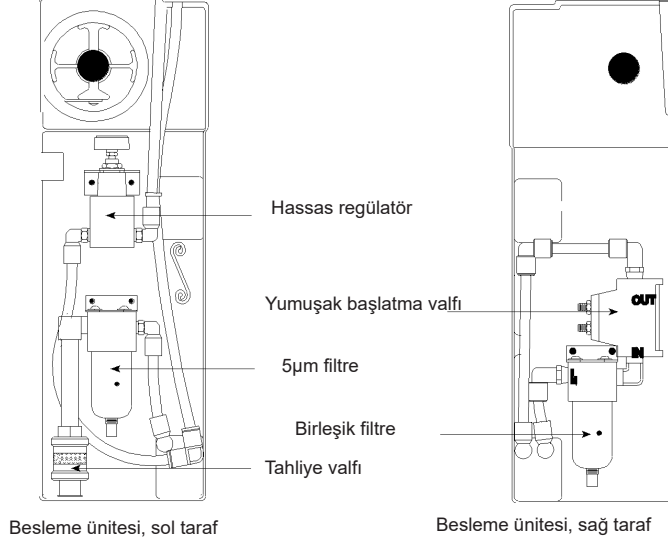 OUT
Hassas regülatör
Yumuşak başlatma valfı
IN
5µm filtre
Birleşik filtre
Tahliye valfı
Besleme ünitesi, sol taraf
Besleme ünitesi, sağ taraf